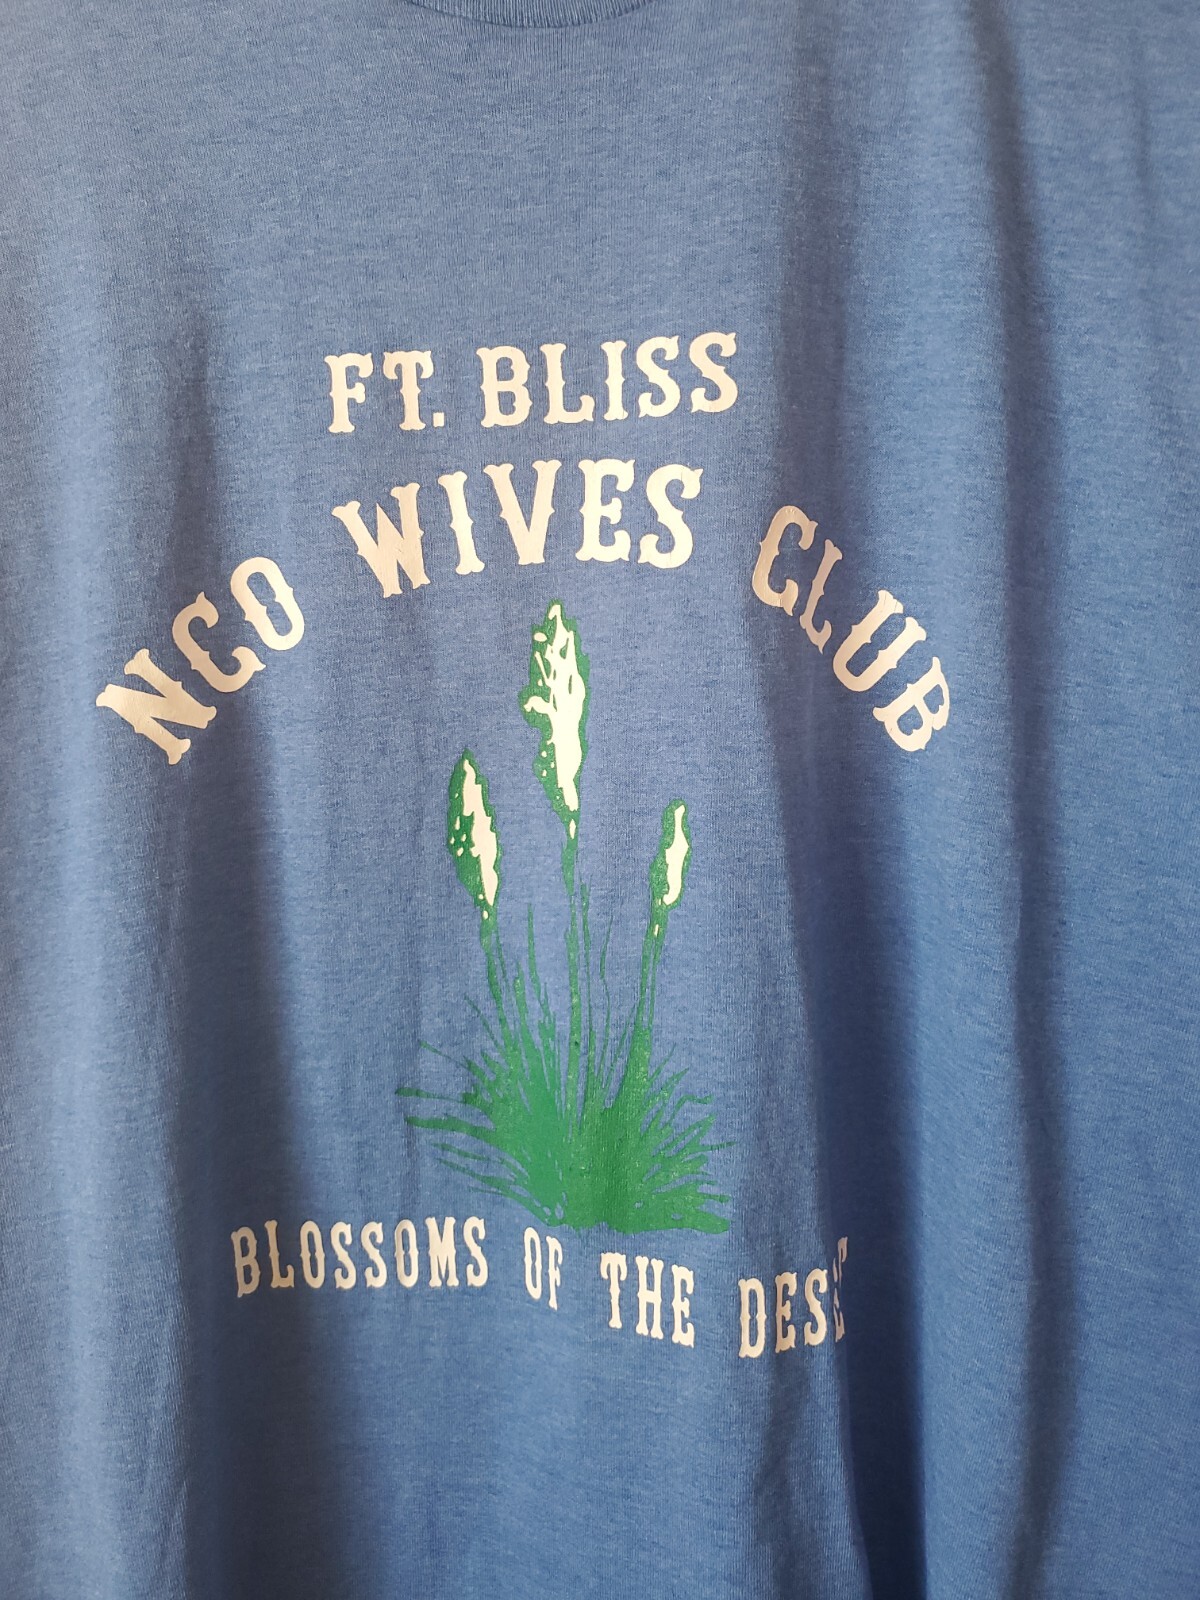 FT. BLISS
NCO WIVES CLUB
BLOSSOMS OF THE